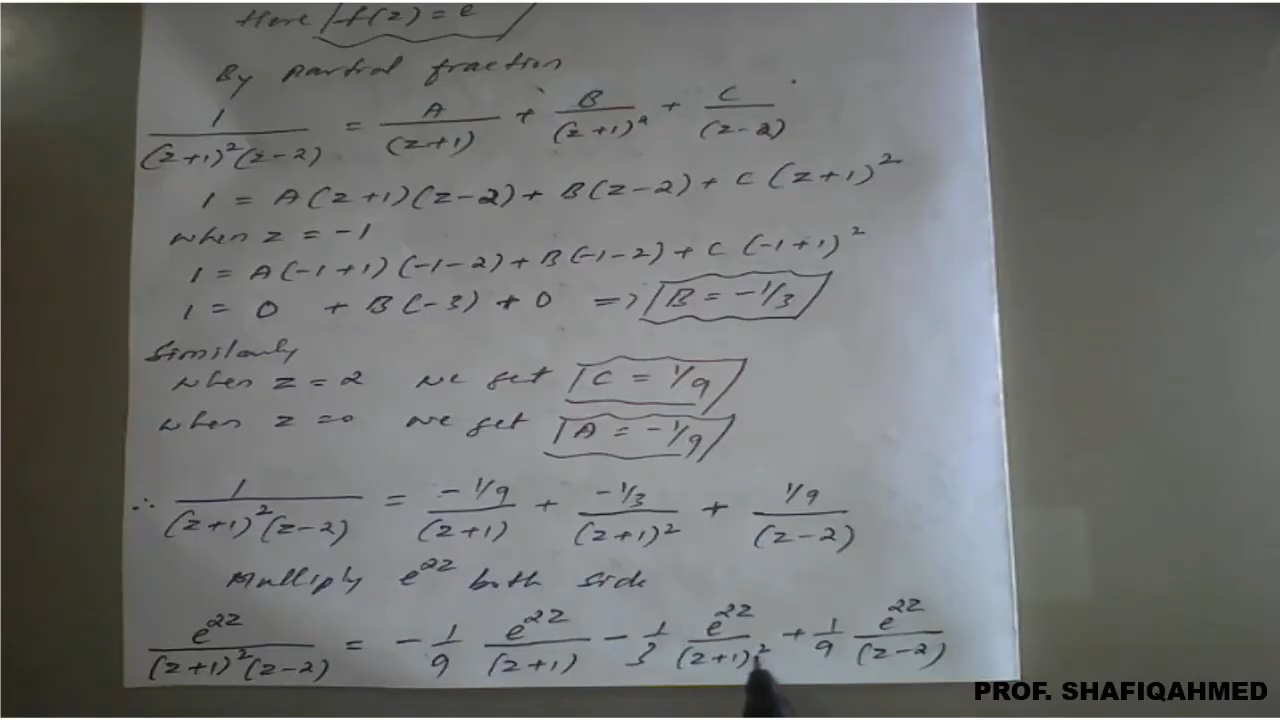 Here f(z) = e
By partial fraction
1/((z+1)²(z-2)) = A/(z+1) + B/(z+1)² + C/(z-2)
1 = A(z+1)(z-2) + B(z-2) + C(z+1)²
when z = -1
1 = A(-1+1)(-1-2) + B(-1-2) + C(-1+1)²
1 = 0 + B(-3) + 0 => B = -1/3
Similarly
when z = 2 we get C = 1/9
when z = 0 we get A = -1/9
∴ 1/((z+1)²(z-2)) = (-1/9)/(z+1) + (-1/3)/(z+1)² + (1/9)/(z-2)
Multiply e^2z both side
e^2z/((z+1)²(z-2)) = -1/9 e^2z/(z+1) - 1/3 e^2z/(z+1)² + 1/9 e^2z/(z-2)
PROF. SHAFIQAHMED